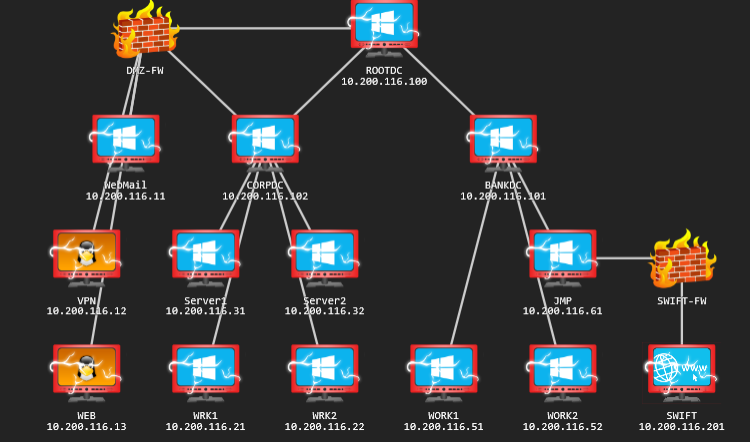 DMZ-FW
ROOTDC
10.200.116.100
WebMail
10.200.116.11
CORPDC
10.200.116.102
BANKDC
10.200.116.101
VPN
10.200.116.12
Server1
10.200.116.31
Server2
10.200.116.32
JMP
10.200.116.61
SWIFT-FW
WEB
10.200.116.13
WRK1
10.200.116.21
WRK2
10.200.116.22
WORK1
10.200.116.51
WORK2
10.200.116.52
www
SWIFT
10.200.116.201